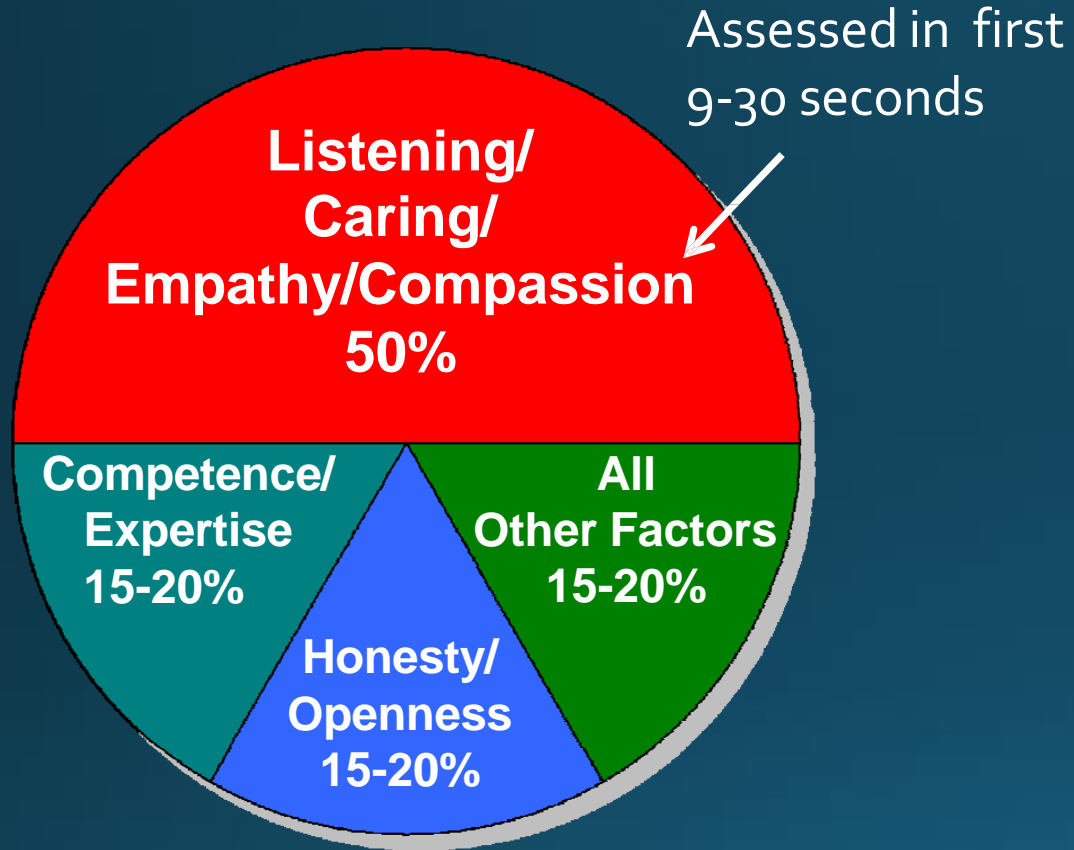 Assessed in first
9-30 seconds
Listening/
Caring/
Empathy/Compassion
50%
Competence/
Expertise
15-20%
All
Other Factors
15-20%
Honesty/
Openness
15-20%